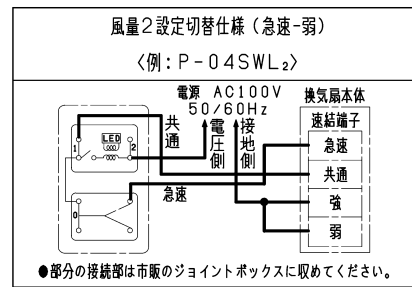 風量2設定切替仕様(急速-弱)
〈例:P-04SWL₂〉
電源 AC100V
50/60Hz
換気扇本体
速結端子
共通
電圧側
接地側
急速
LED
1
2
共通
強
急速
0
弱
●部分の接続部は市販のジョイントボックスに収めてください。